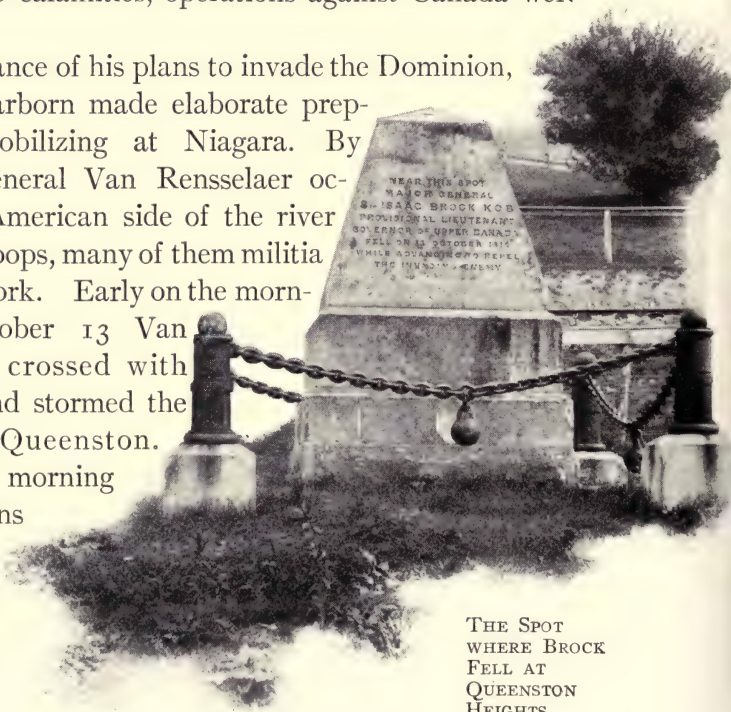 calamities, operations against Canada wer
ance of his plans to invade the Dominion,
arborn made elaborate prep-
obilizing at Niagara. By
eneral Van Rensselaer oc-
American side of the river
oops, many of them militia
ork. Early on the morn-
ober 13 Van
crossed with
nd stormed the
Queenston.
morning
ns
NEAR THIS SPOT
MAJOR GENERAL
SIR ISAAC BROCK KCB
PROVISIONAL LIEUTENANT
GOVERNOR OF UPPER CANADA
FELL ON 13 OCTOBER 1812
WHILE ADVANCING TO REPEL
THE ENEMY
THE SPOT
WHERE BROCK
FELL AT
QUEENSTON
HEIGHTS